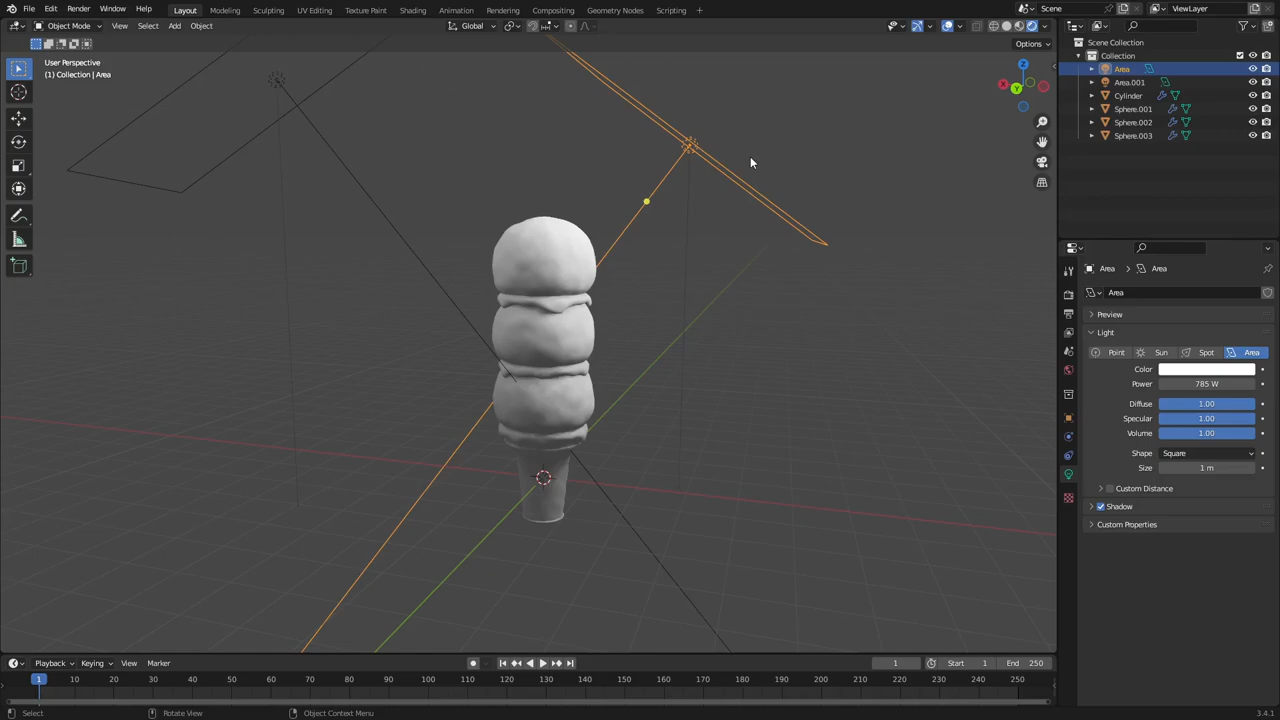 File Edit Render Window Help Layout Modeling Sculpting UV Editing Texture Paint Shading Animation Rendering Compositing Geometry Nodes Scripting + Scene ViewLayer
Object Mode View Select Add Object Global
Options
User Perspective
(1) Collection | Area
Z
X
Y
Scene Collection
Collection
Area
Area.001
Cylinder
Sphere.001
Sphere.002
Sphere.003
Area Area
Area
Preview
Light
Point Sun Spot Area
Color
Power 785 W
Diffuse 1.00
Specular 1.00
Volume 1.00
Shape Square
Size 1 m
Custom Distance
Shadow
Custom Properties
Playback Keying View Marker 1 Start 1 End 250
1 10 20 30 40 50 60 70 80 90 100 110 120 130 140 150 160 170 180 190 200 210 220 230 240 250
Select Rotate View Object Context Menu 3.4.1